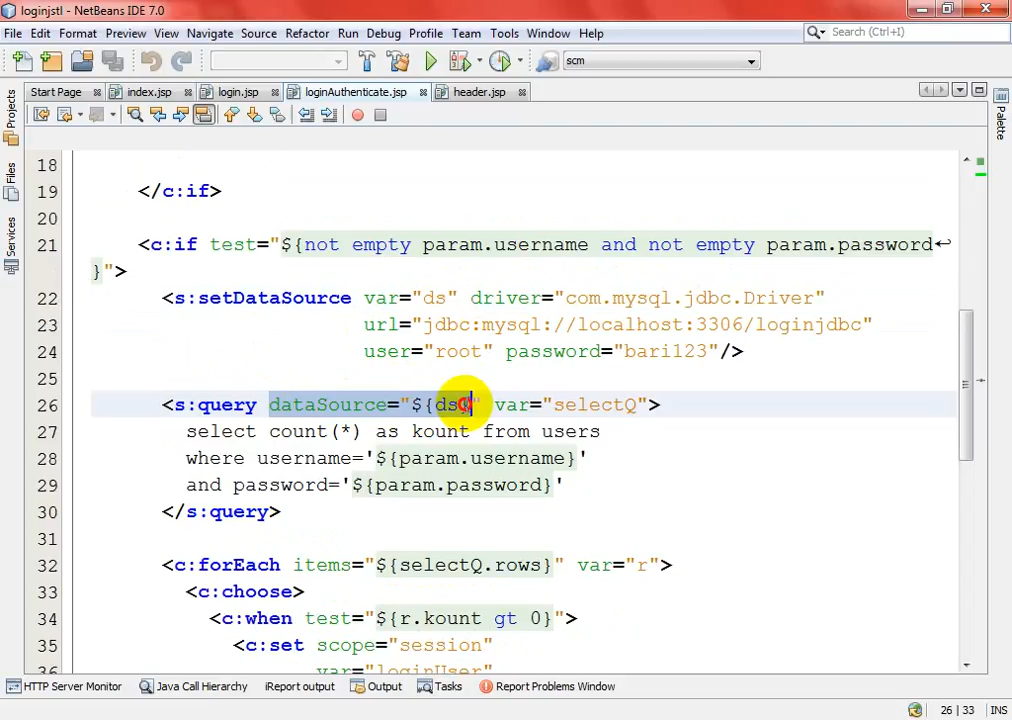 loginjstl - NetBeans IDE 7.0
File Edit Format Preview View Navigate Source Refactor Run Debug Profile Team Tools Window Help
Search (Ctrl+I)
scm
Start Page index.jsp login.jsp loginAuthenticate.jsp header.jsp
Projects
Files
Services
Palette
18
19 </c:if>
20
21 <c:if test="${not empty param.username and not empty param.password
}">
22 <s:setDataSource var="ds" driver="com.mysql.jdbc.Driver"
23 url="jdbc:mysql://localhost:3306/loginjdbc"
24 user="root" password="bari123"/>
25
26 <s:query dataSource="${ds}" var="selectQ">
27 select count(*) as kount from users
28 where username='${param.username}'
29 and password='${param.password}'
30 </s:query>
31
32 <c:forEach items="${selectQ.rows}" var="r">
33 <c:choose>
34 <c:when test="${r.kount gt 0}">
35 <c:set scope="session"
36 var="loginUser"
HTTP Server Monitor Java Call Hierarchy iReport output Output Tasks Report Problems Window
26 | 33 INS